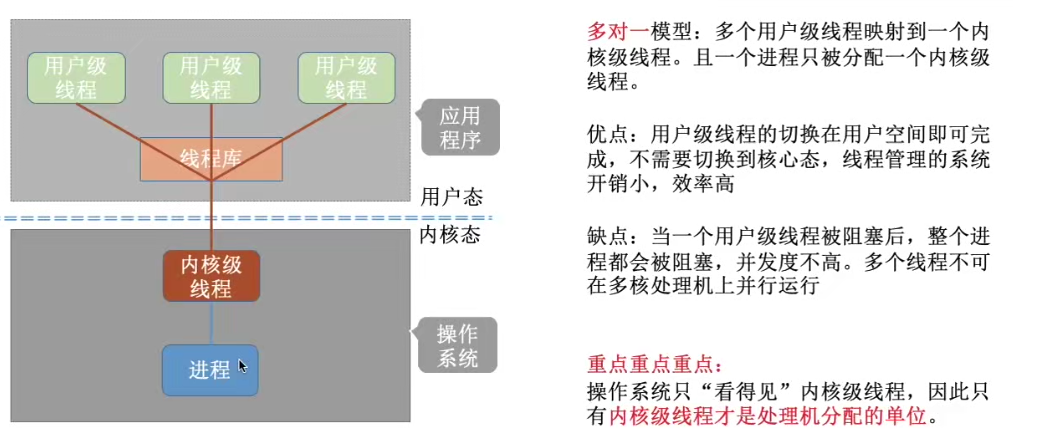 用户级
线程
用户级
线程
用户级
线程
线程库
应用
程序
用户态
内核态
内核级
线程
进程
操作
系统
多对一模型：多个用户级线程映射到一个内
核级线程。且一个进程只被分配一个内核级
线程。
优点：用户级线程的切换在用户空间即可完
成，不需要切换到核心态，线程管理的系统
开销小，效率高
缺点：当一个用户级线程被阻塞后，整个进
程都会被阻塞，并发度不高。多个线程不可
在多核处理机上并行运行
重点重点重点：
操作系统只“看得见”内核级线程，因此只
有内核级线程才是处理机分配的单位。